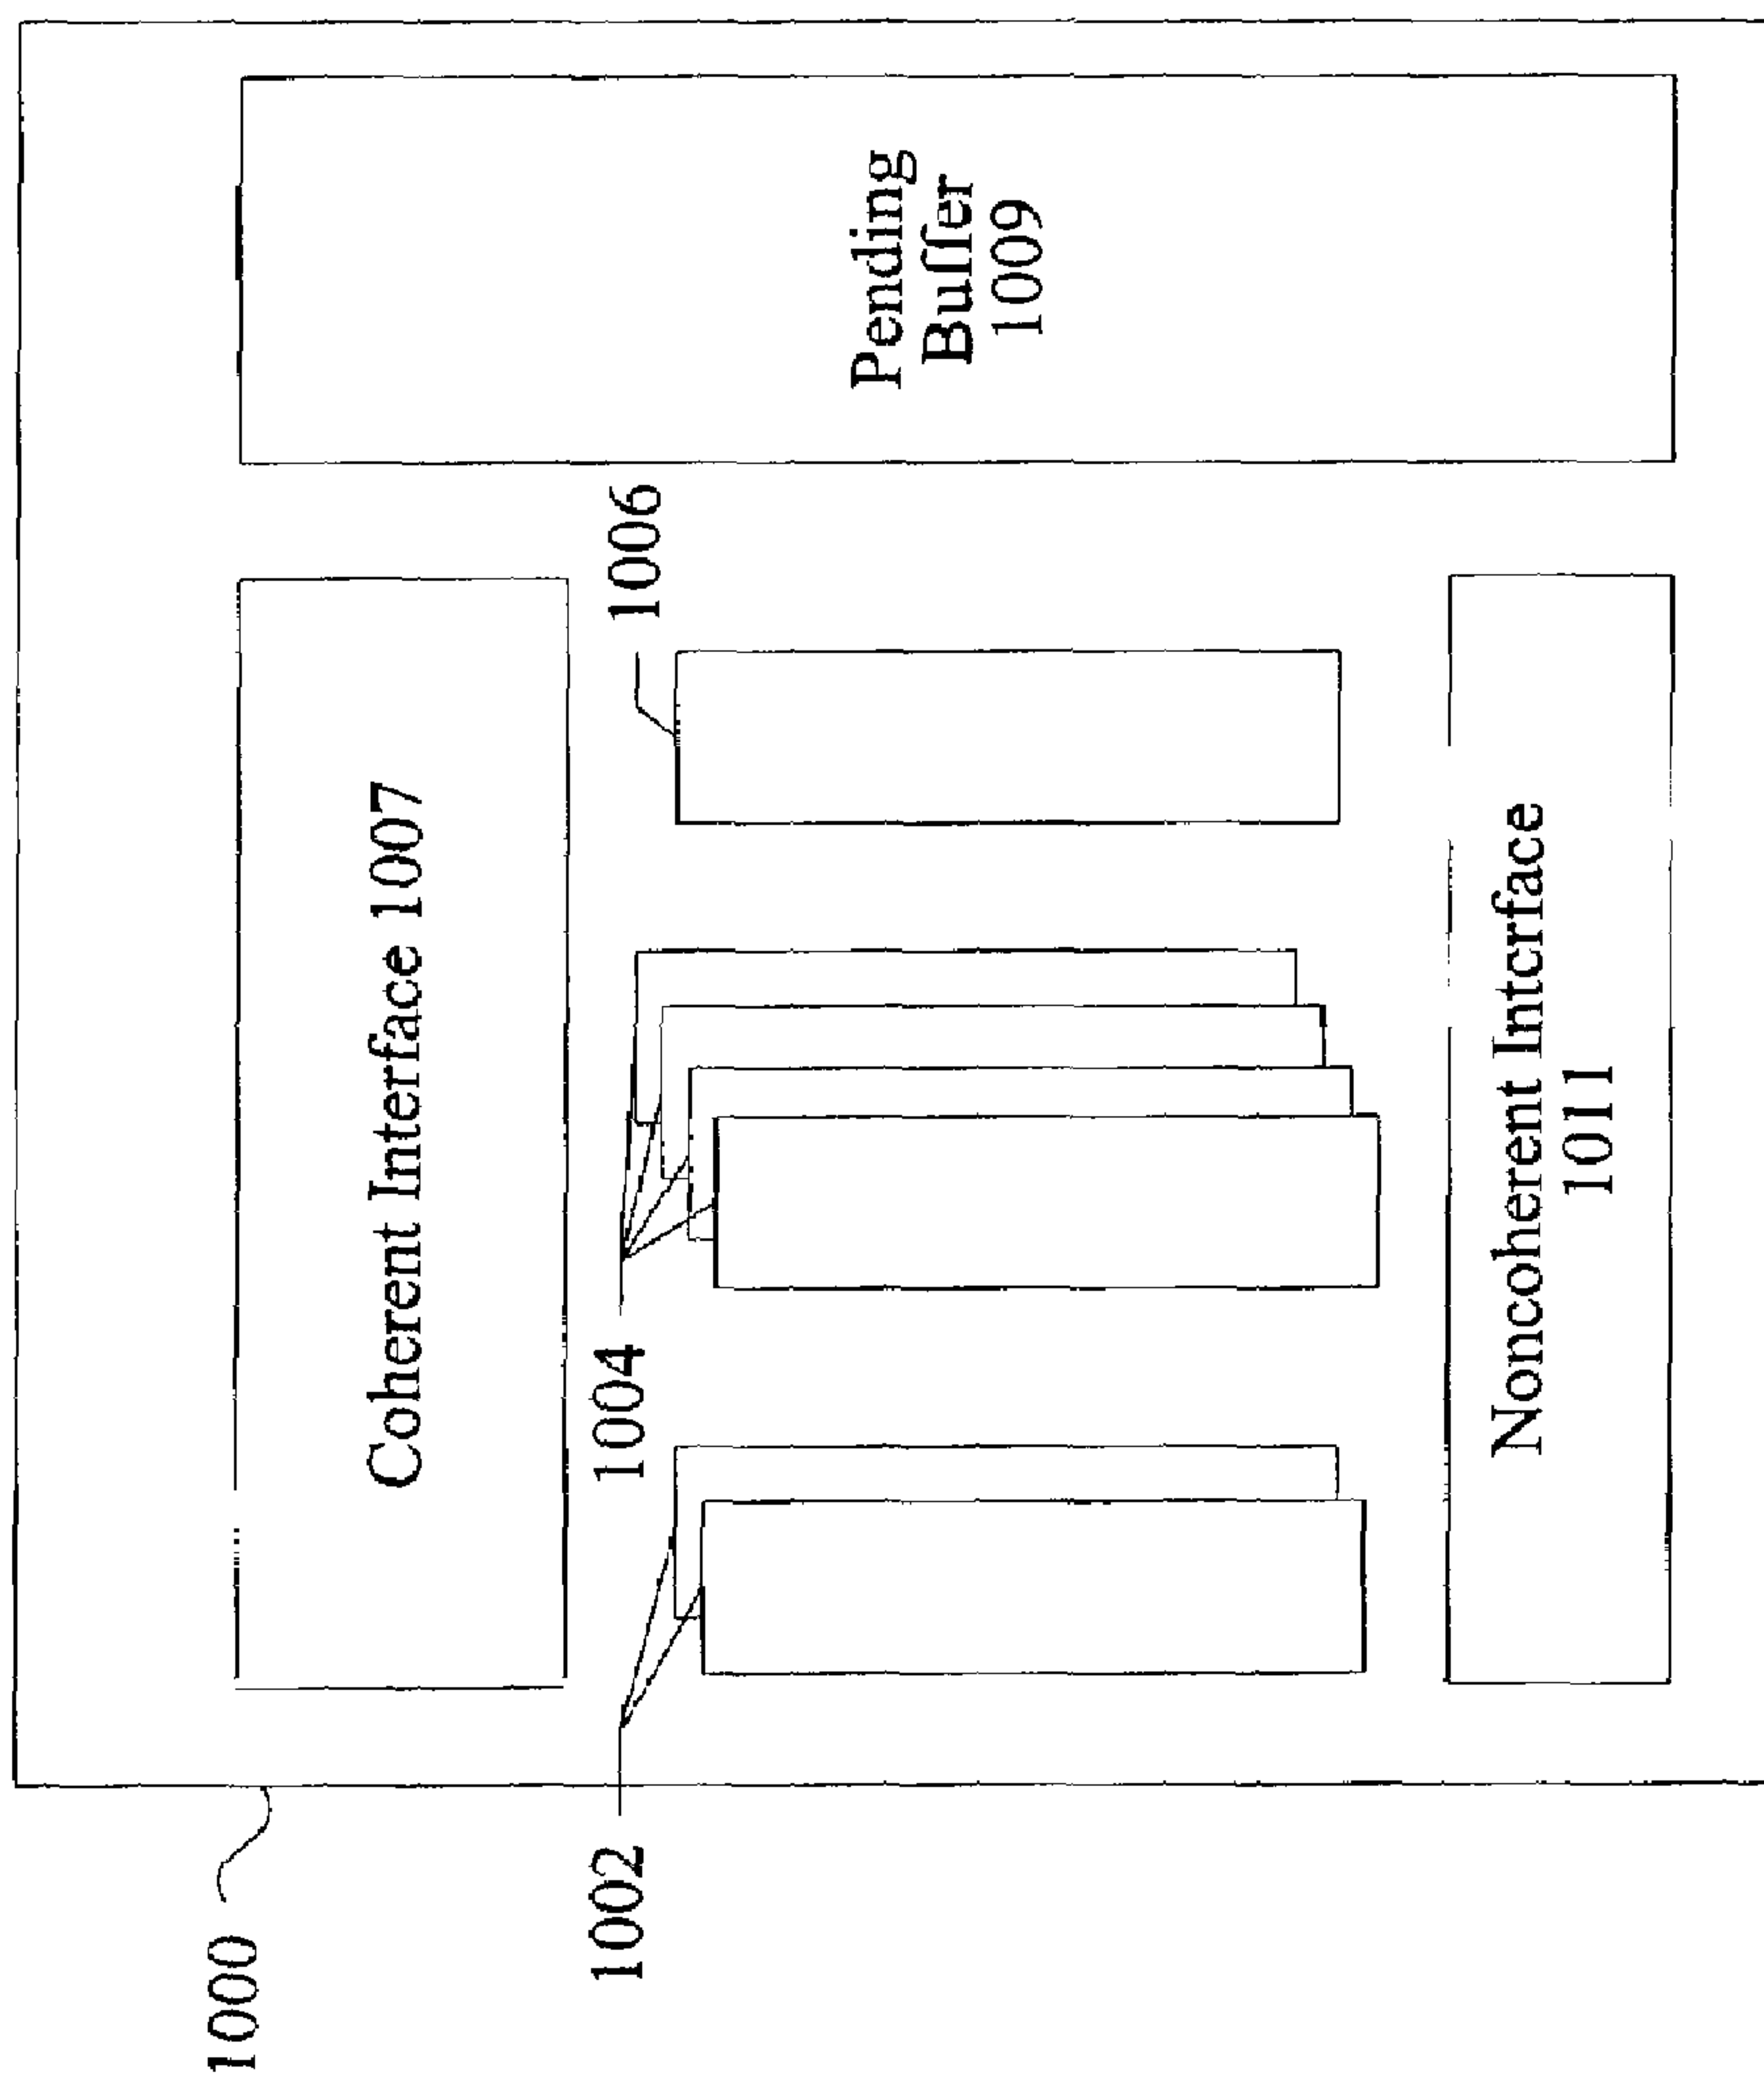 1000
Coherent Interface 1007
1002
1004
1006
Pending
Buffer
1009
Noncoherent Interface
1011